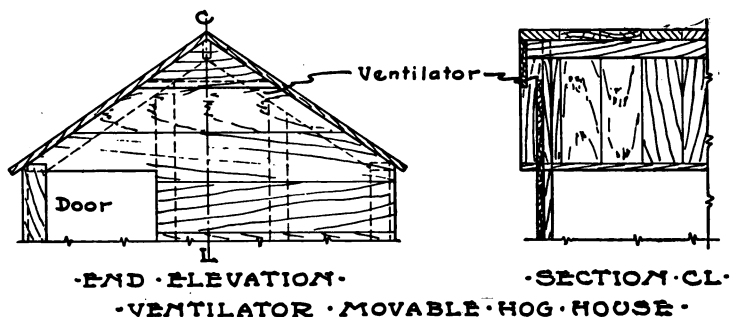 C
Ventilator
Door
L
-END·ELEVATION-
-SECTION·CL-
-VENTILATOR·MOVABLE·HOG·HOUSE-